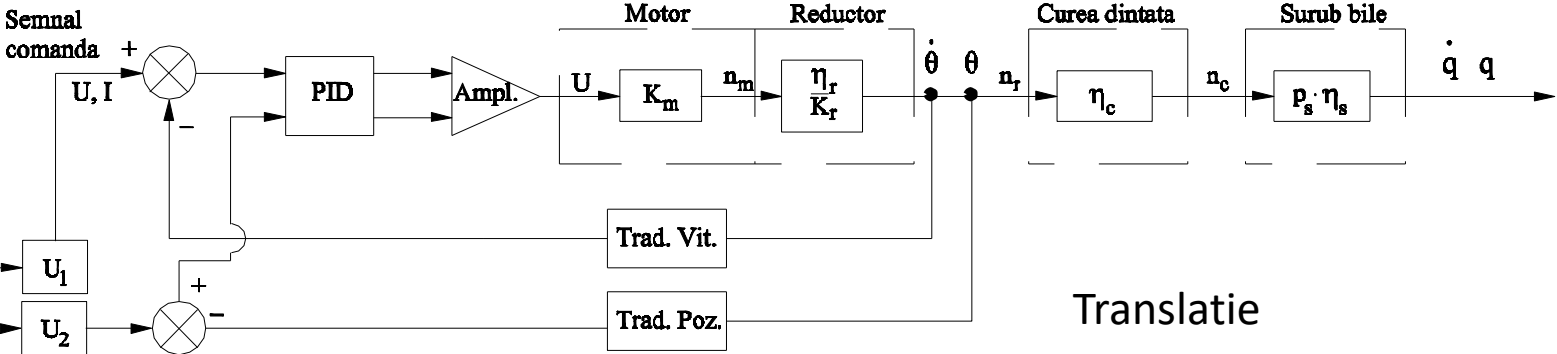 Semnal
comanda
+
U, I
−
PID
Ampl.
Motor
U
K_m
n_m
Reductor
η_r
K_r
θ̇ θ
n_r
Curea dintata
η_c
n_c
Surub bile
p_s · η_s
q̇ q
Trad. Vit.
U_1
+
−
U_2
Trad. Poz.
Translatie